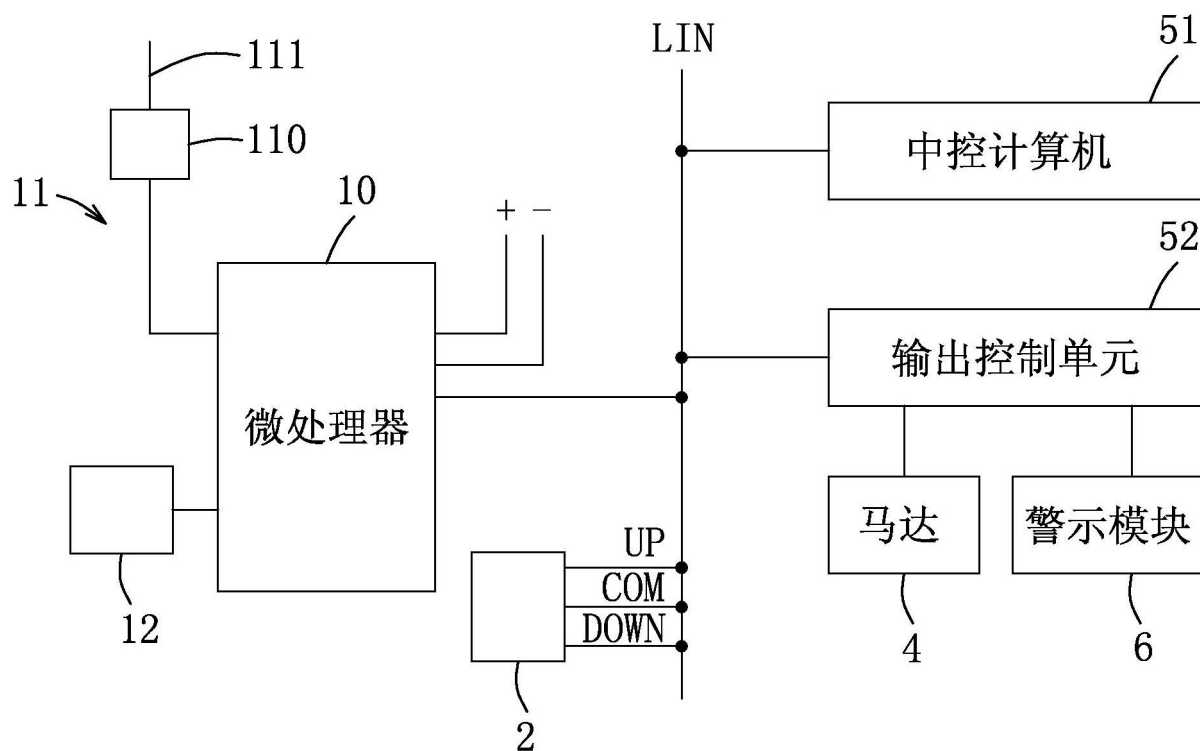 LIN
51
111
110
中控计算机
11
10
+ -
52
输出控制单元
微处理器
马达
警示模块
UP
COM
DOWN
12
2
4
6